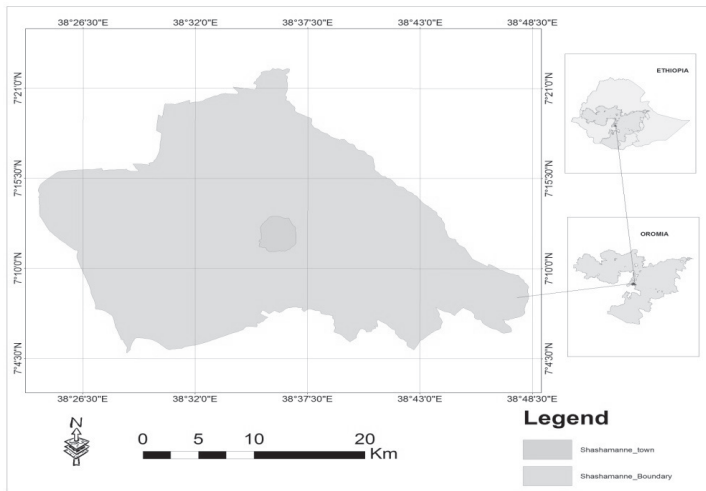 38°26'30"E 38°32'0"E 38°37'30"E 38°43'0"E 38°48'30"E
7°21'0"N 7°21'0"N
7°15'30"N 7°15'30"N
7°10'0"N 7°10'0"N
7°4'30"N 7°4'30"N
38°26'30"E 38°32'0"E 38°37'30"E 38°43'0"E 38°48'30"E
ETHIOPIA
OROMIA
N
0 5 10 20
Km
Legend
Shashamanne_town
Shashamanne_Boundary